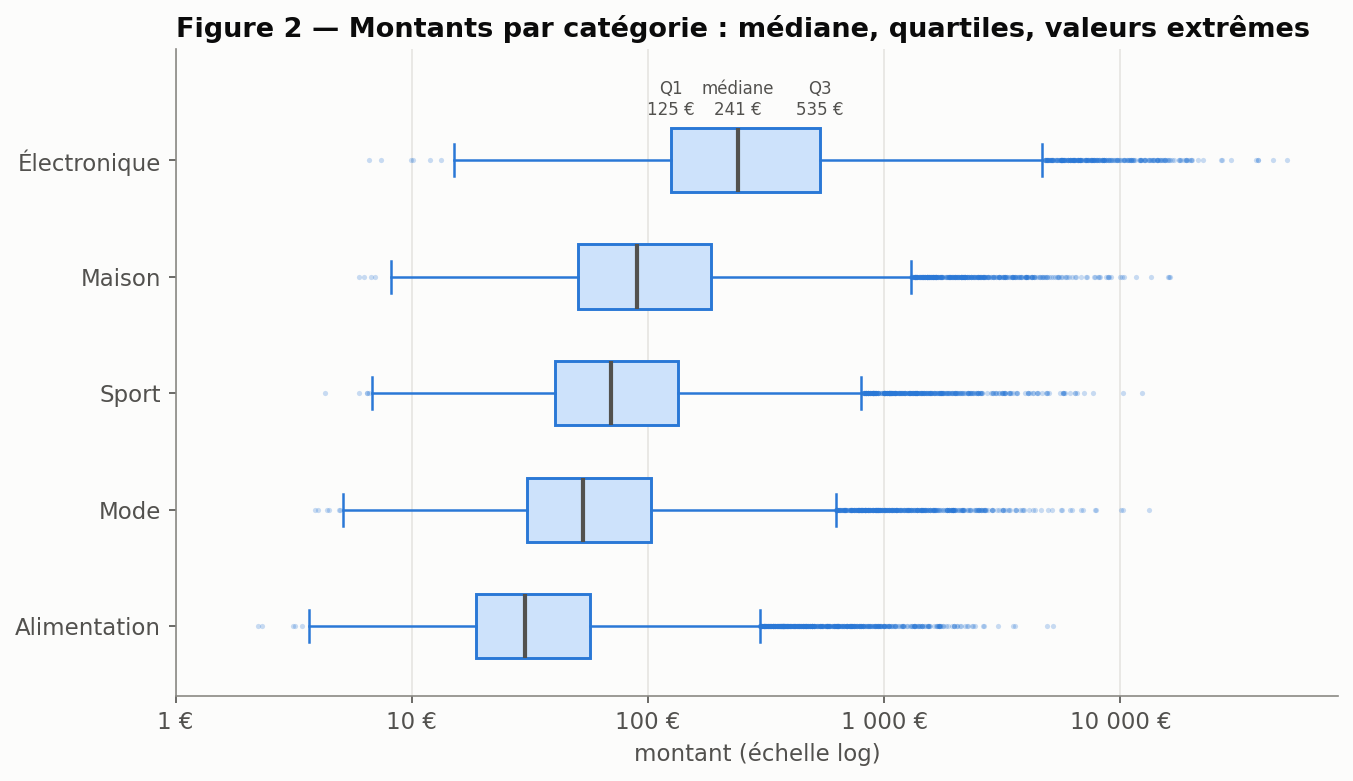 Figure 2 — Montants par catégorie : médiane, quartiles, valeurs extrêmes
Q1 médiane Q3
125 € 241 € 535 €
Électronique
Maison
Sport
Mode
Alimentation
1 € 10 € 100 € 1 000 € 10 000 €
montant (échelle log)